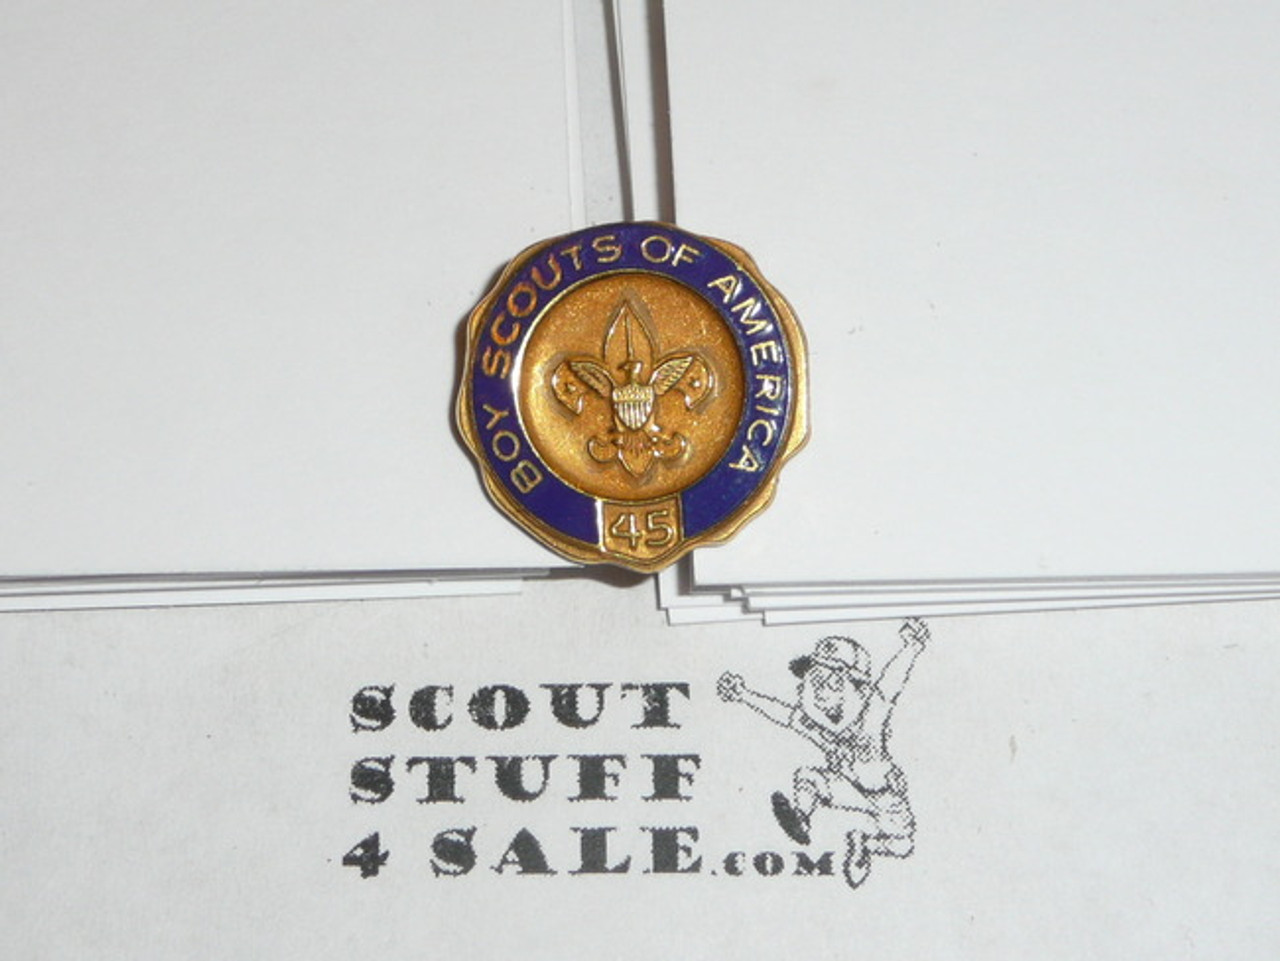 BOY SCOUTS OF AMERICA
45
SCOUT
STUFF
4 SALE.COM